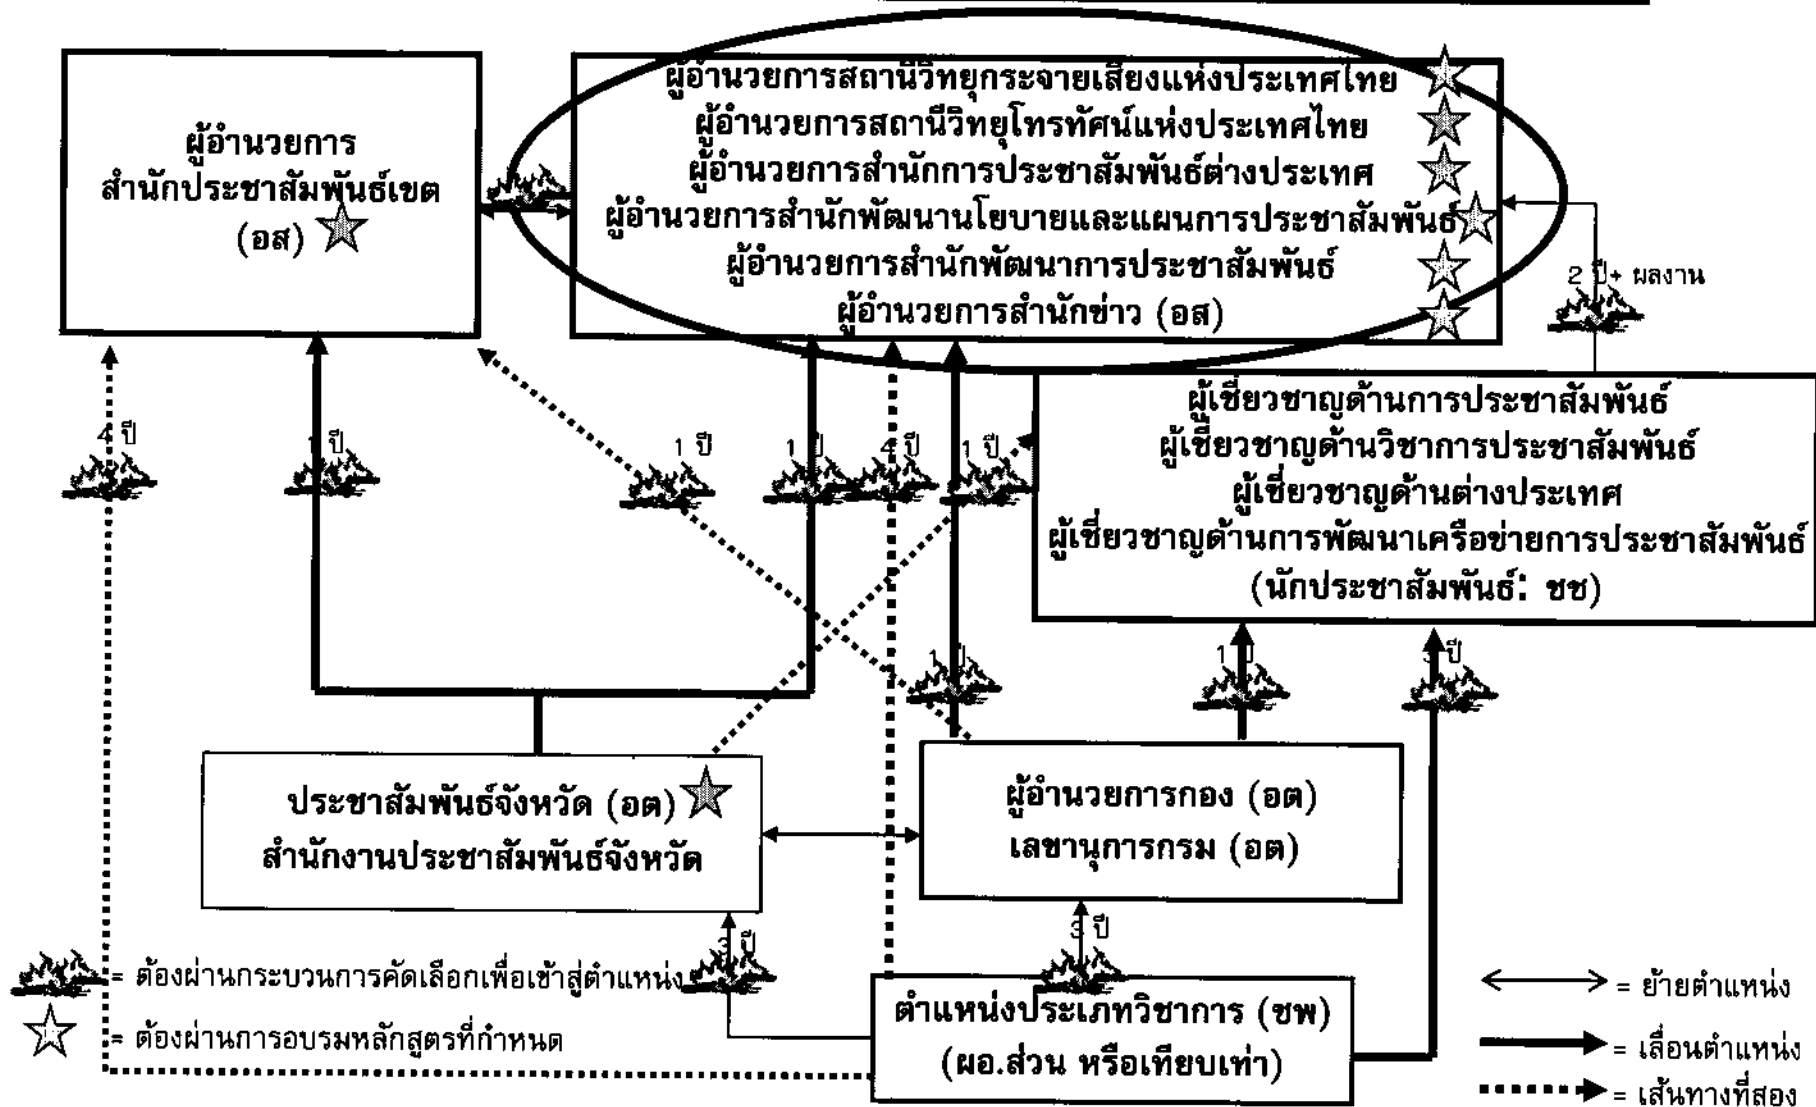 ผู้อำนวยการ
สำนักประชาสัมพันธ์เขต
(อส)
ผู้อำนวยการสถานีวิทยุกระจายเสียงแห่งประเทศไทย
ผู้อำนวยการสถานีวิทยุโทรทัศน์แห่งประเทศไทย
ผู้อำนวยการสำนักการประชาสัมพันธ์ต่างประเทศ
ผู้อำนวยการสำนักพัฒนานโยบายและแผนการประชาสัมพันธ์
ผู้อำนวยการสำนักพัฒนาการประชาสัมพันธ์
ผู้อำนวยการสำนักข่าว (อส)
2 ปี+ ผลงาน
4 ปี
1 ปี
1 ปี
1 ปี
4 ปี
1 ปี
ผู้เชี่ยวชาญด้านการประชาสัมพันธ์
ผู้เชี่ยวชาญด้านวิชาการประชาสัมพันธ์
ผู้เชี่ยวชาญด้านต่างประเทศ
ผู้เชี่ยวชาญด้านการพัฒนาเครือข่ายการประชาสัมพันธ์
(นักประชาสัมพันธ์: ชช)
1 ปี
1 ปี
3 ปี
ประชาสัมพันธ์จังหวัด (อต)
สำนักงานประชาสัมพันธ์จังหวัด
ผู้อำนวยการกอง (อต)
เลขานุการกรม (อต)
3 ปี
3 ปี
= ต้องผ่านกระบวนการคัดเลือกเพื่อเข้าสู่ตำแหน่ง
= ต้องผ่านการอบรมหลักสูตรที่กำหนด
ตำแหน่งประเภทวิชาการ (ชพ)
(ผอ.ส่วน หรือเทียบเท่า)
= ย้ายตำแหน่ง
= เลื่อนตำแหน่ง
= เส้นทางที่สอง